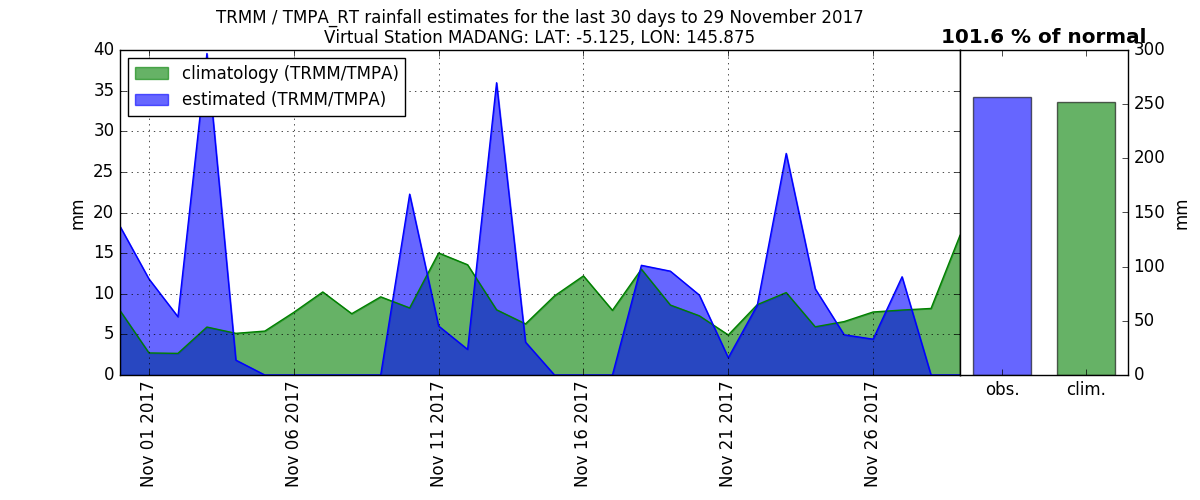 TRMM / TMPA_RT rainfall estimates for the last 30 days to 29 November 2017
Virtual Station MADANG: LAT: -5.125, LON: 145.875
101.6 % of normal
climatology (TRMM/TMPA)
estimated (TRMM/TMPA)
40
35
30
25
20
15
10
5
0
mm
Nov 01 2017
Nov 06 2017
Nov 11 2017
Nov 16 2017
Nov 21 2017
Nov 26 2017
300
250
200
150
100
50
0
mm
obs.
clim.